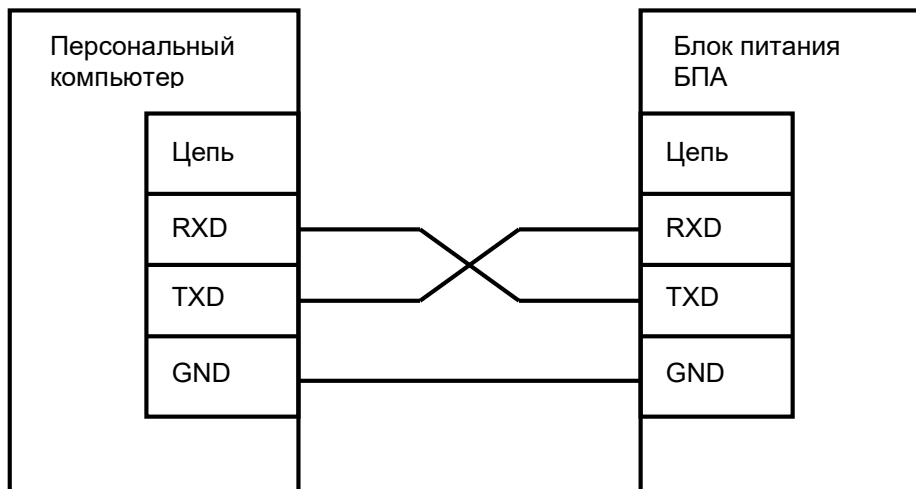 Персональный
компьютер
Блок питания
БПА
Цепь
Цепь
RXD
RXD
TXD
TXD
GND
GND